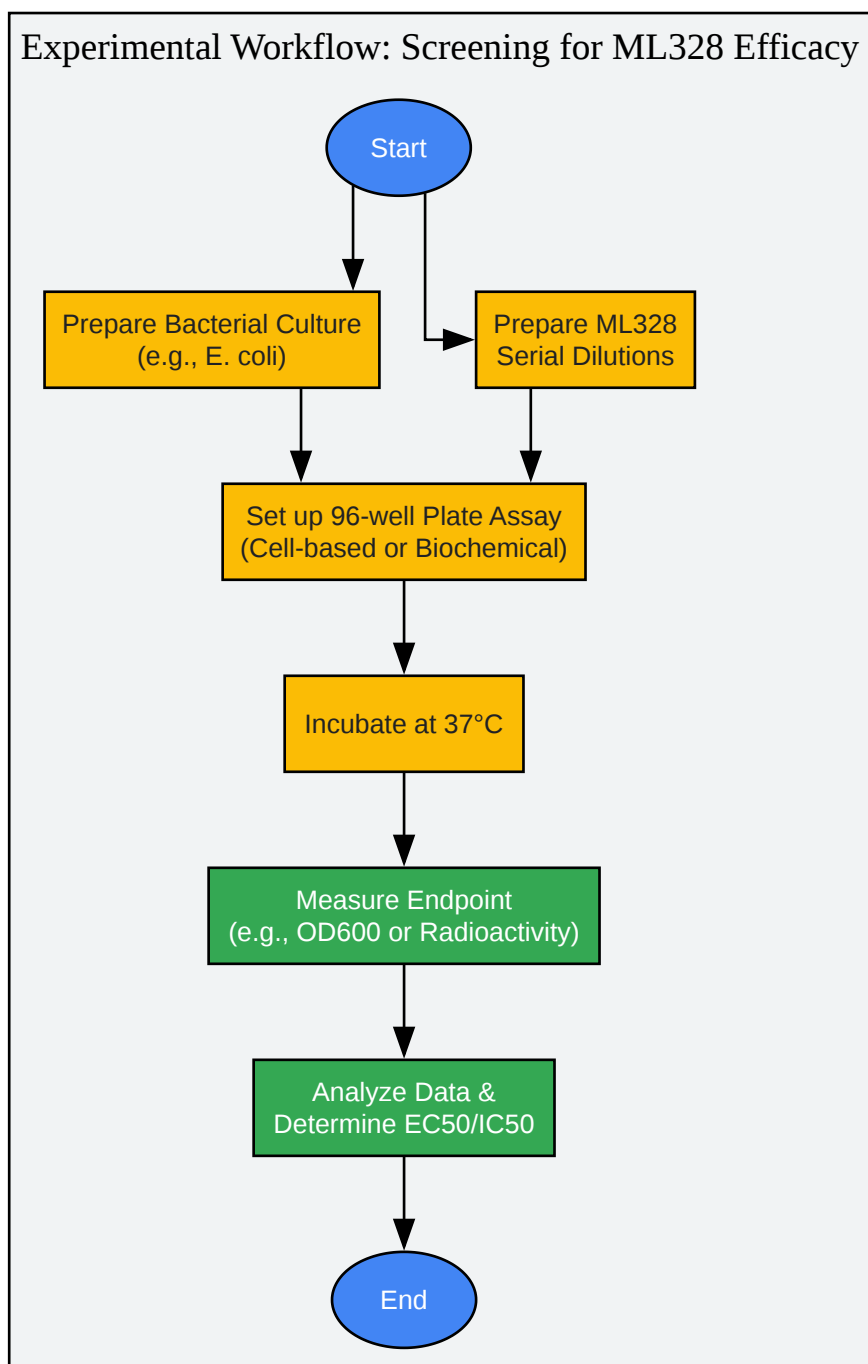 Experimental Workflow: Screening for ML328 Efficacy
Start
Prepare Bacterial Culture
(e.g., E. coli)
Prepare ML328
Serial Dilutions
Set up 96-well Plate Assay
(Cell-based or Biochemical)
Incubate at 37°C
Measure Endpoint
(e.g., OD600 or Radioactivity)
Analyze Data &
Determine EC50/IC50
End